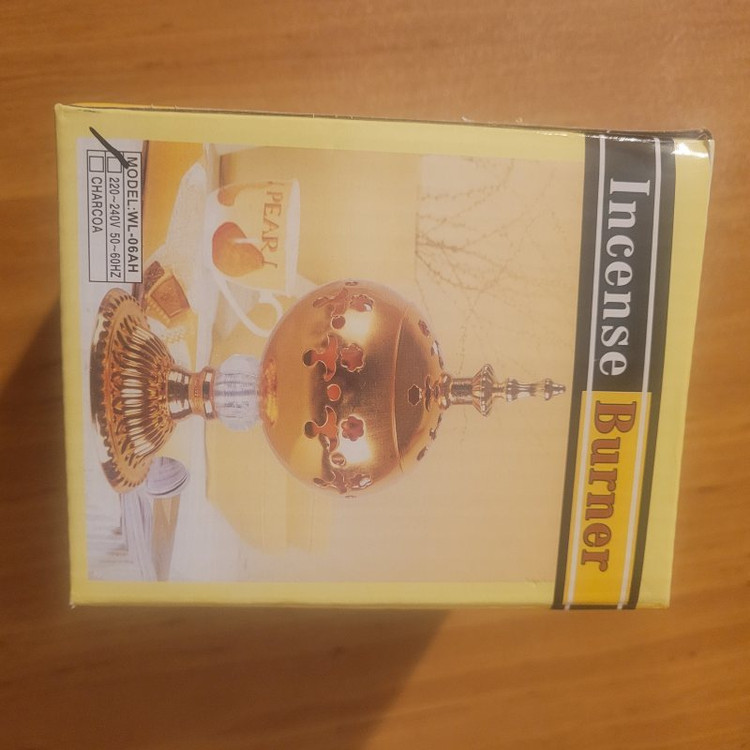 Incense Burner
PEAR
MODEL:WL-06AH
220~240V 50~60HZ
CHARCOA